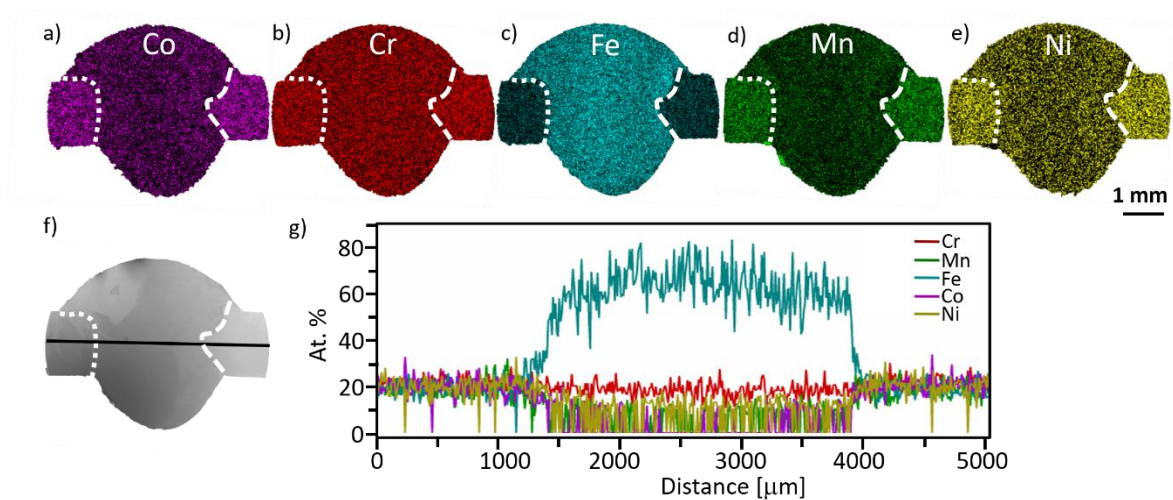 a) Co
b) Cr
c) Fe
d) Mn
e) Ni
1 mm
f)
g)
80
60
40
20
0
At. %
Cr
Mn
Fe
Co
Ni
0 1000 2000 3000 4000 5000
Distance [μm]